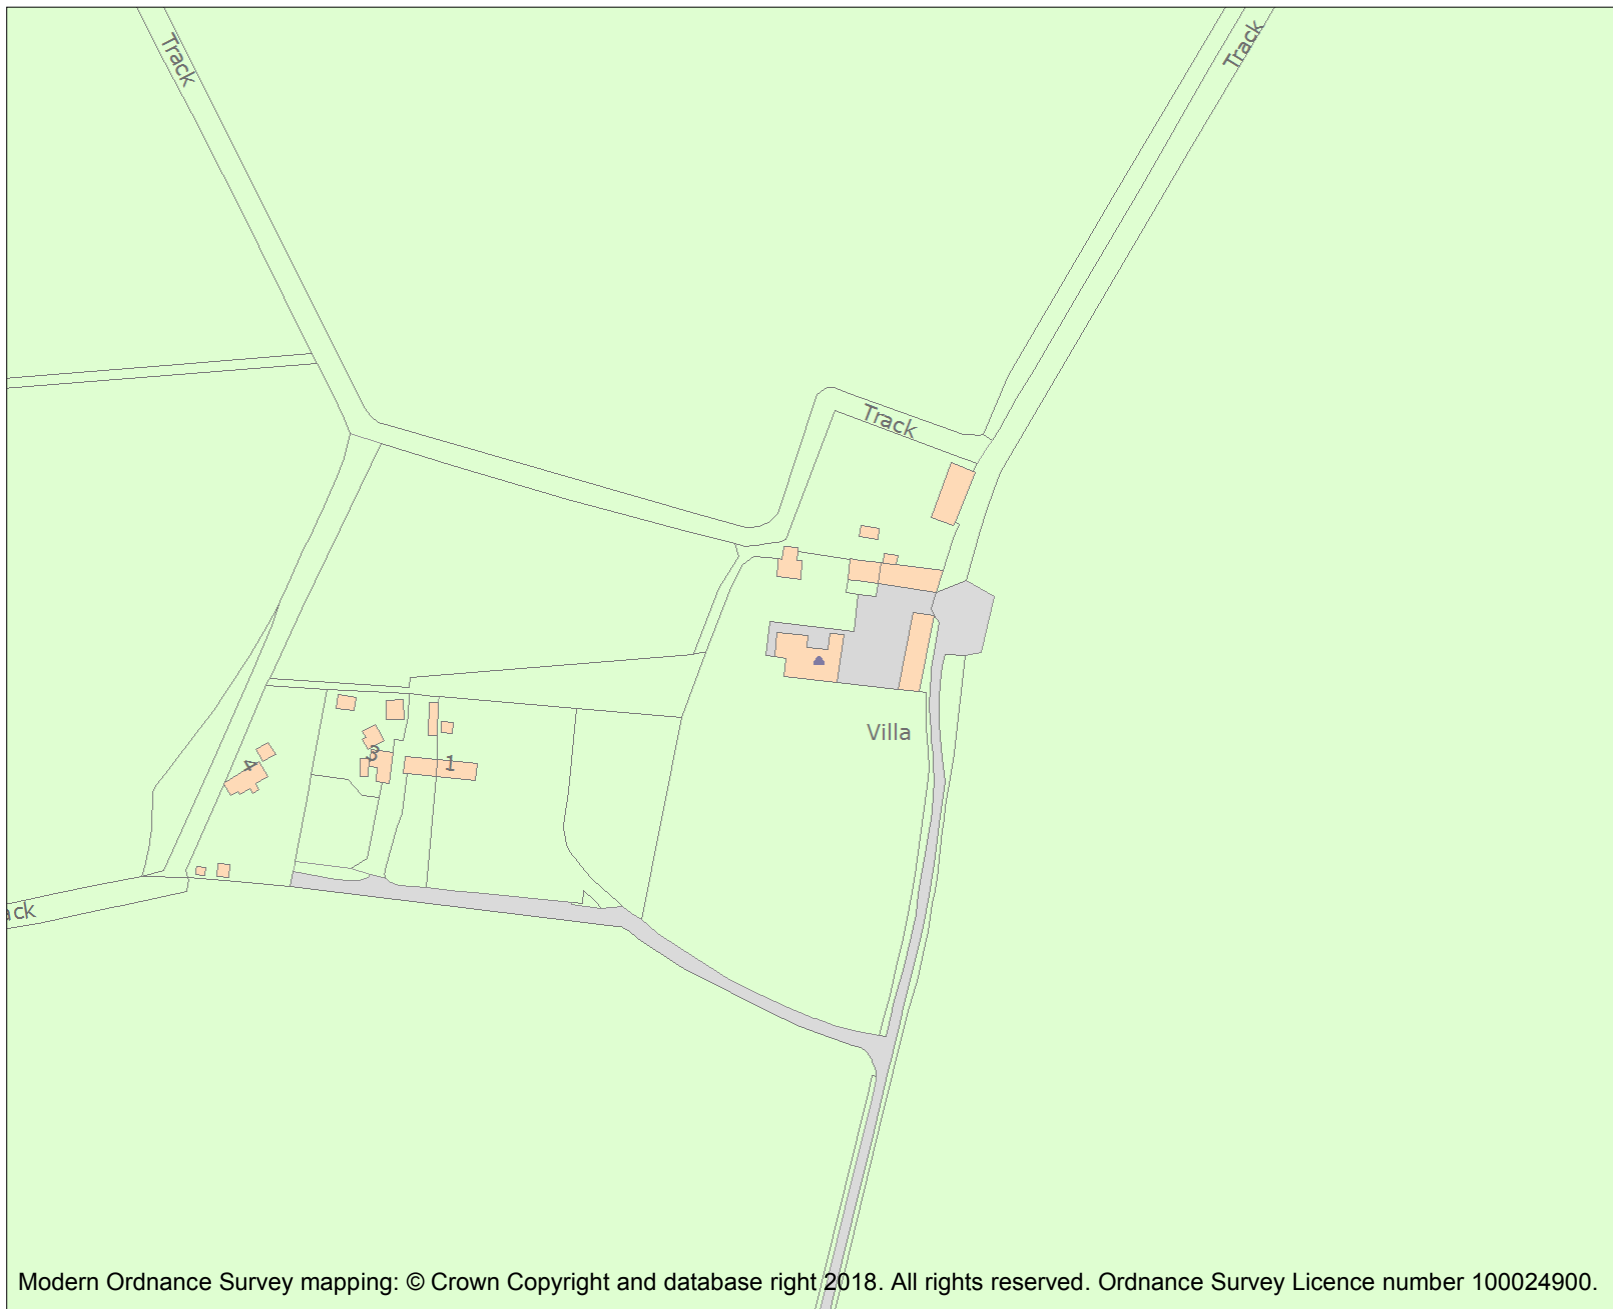 Track
Track
Track
Villa
3
1
4
ack
Modern Ordnance Survey mapping: © Crown Copyright and database right 2018. All rights reserved. Ordnance Survey Licence number 100024900.